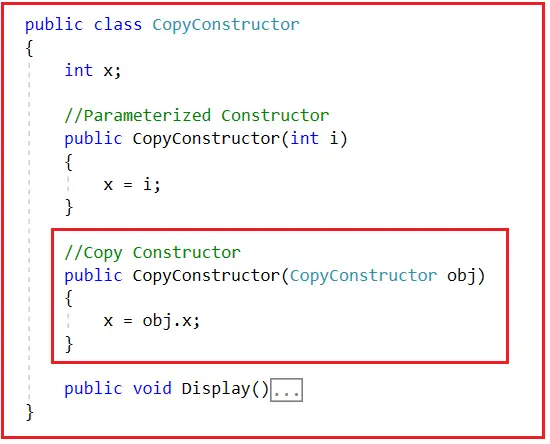 public class CopyConstructor
{
int x;
//Parameterized Constructor
public CopyConstructor(int i)
{
x = i;
}
//Copy Constructor
public CopyConstructor(CopyConstructor obj)
{
x = obj.x;
}
public void Display()...
}